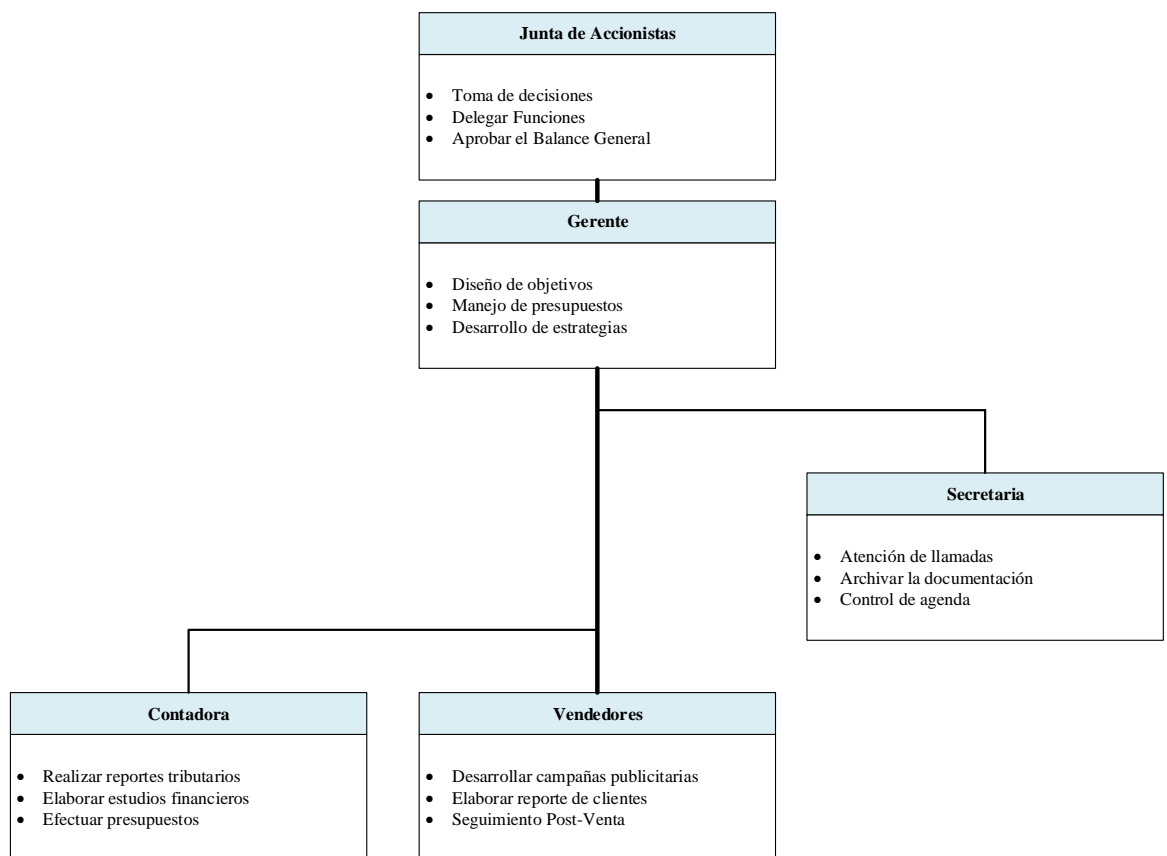 Junta de Accionistas
• Toma de decisiones
• Delegar Funciones
• Aprobar el Balance General
Gerente
• Diseño de objetivos
• Manejo de presupuestos
• Desarrollo de estrategias
Secretaria
• Atención de llamadas
• Archivar la documentación
• Control de agenda
Contadora
• Realizar reportes tributarios
• Elaborar estudios financieros
• Efectuar presupuestos
Vendedores
• Desarrollar campañas publicitarias
• Elaborar reporte de clientes
• Seguimiento Post-Venta